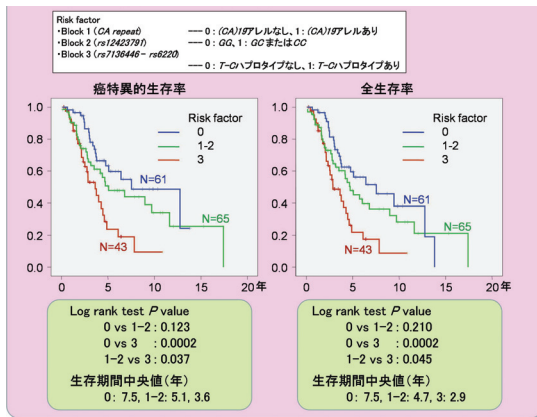 Risk factor
・Block 1 (CA repeat) ---0:(CA)19アレルなし、1:(CA)19アレルあり
・Block 2 (rs12423791) ---0:GG、1:GCまたはCC
・Block 3 (rs7136446－rs6220)
---0:T-Cハプロタイプなし、1:T-Cハプロタイプあり
癌特異的生存率
1.0
0.8
0.6
0.4
0.2
0.0
0 5 10 15 20年
Risk factor
0
1-2
3
N=61
N=65
N=43
Log rank test P value
0 vs 1-2 : 0.123
0 vs 3 : 0.0002
1-2 vs 3 : 0.037
生存期間中央値(年)
0: 7.5, 1-2: 5.1, 3.6
全生存率
1.0
0.8
0.6
0.4
0.2
0.0
0 5 10 15 20年
Risk factor
0
1-2
3
N=61
N=65
N=43
Log rank test P value
0 vs 1-2 : 0.210
0 vs 3 : 0.0002
1-2 vs 3 : 0.045
生存期間中央値(年)
0: 7.5, 1-2: 4.7, 3: 2.9